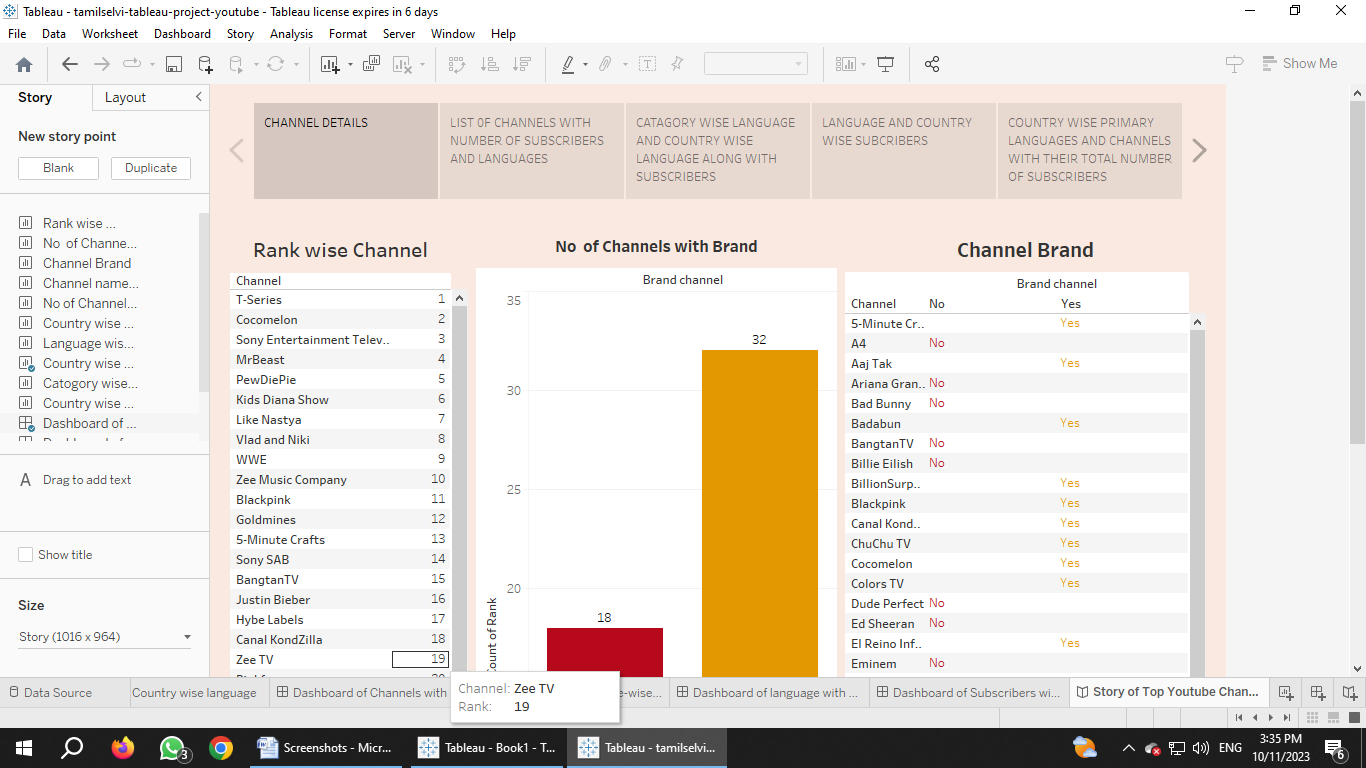 Tableau - tamilselvi-tableau-project-youtube - Tableau license expires in 6 days
File Data Worksheet Dashboard Story Analysis Format Server Window Help
Show Me
Story Layout
New story point
Blank Duplicate
Rank wise ...
No of Channe...
Channel Brand
Channel name...
No of Channel...
Country wise ...
Language wis...
Country wise ...
Catogory wise...
Country wise ...
Dashboard of ...
A Drag to add text
Show title
Size
Story (1016 x 964)
CHANNEL DETAILS
LIST 0F CHANNELS WITH
NUMBER OF SUBSCRIBERS
AND LANGUAGES
CATAGORY WISE LANGUAGE
AND COUNTRY WISE
LANGUAGE ALONG WITH
SUBSCRIBERS
LANGUAGE AND COUNTRY
WISE SUBCRIBERS
COUNTRY WISE PRIMARY
LANGUAGES AND CHANNELS
WITH THEIR TOTAL NUMBER
OF SUBSCRIBERS
Rank wise Channel
Channel
T-Series 1
Cocomelon 2
Sony Entertainment Telev.. 3
MrBeast 4
PewDiePie 5
Kids Diana Show 6
Like Nastya 7
Vlad and Niki 8
WWE 9
Zee Music Company 10
Blackpink 11
Goldmines 12
5-Minute Crafts 13
Sony SAB 14
BangtanTV 15
Justin Bieber 16
Hybe Labels 17
Canal KondZilla 18
Zee TV 19
No of Channels with Brand
Brand channel
35
30
25
20
Count of Rank
18
32
Channel: Zee TV
Rank: 19
Channel Brand
Brand channel
Channel No Yes
5-Minute Cr.. Yes
A4 No
Aaj Tak Yes
Ariana Gran.. No
Bad Bunny No
Badabun Yes
BangtanTV No
Billie Eilish No
BillionSurp.. Yes
Blackpink Yes
Canal Kond.. Yes
ChuChu TV Yes
Cocomelon Yes
Colors TV Yes
Dude Perfect No
Ed Sheeran No
El Reino Inf.. Yes
Eminem No
Data Source Country wise language Dashboard of Channels with e-wise... Dashboard of language with ... Dashboard of Subscribers wi... Story of Top Youtube Chan...
3 Screenshots - Micr... Tableau - Book1 - T... Tableau - tamilselvi... ENG 3:35 PM
10/11/2023 6